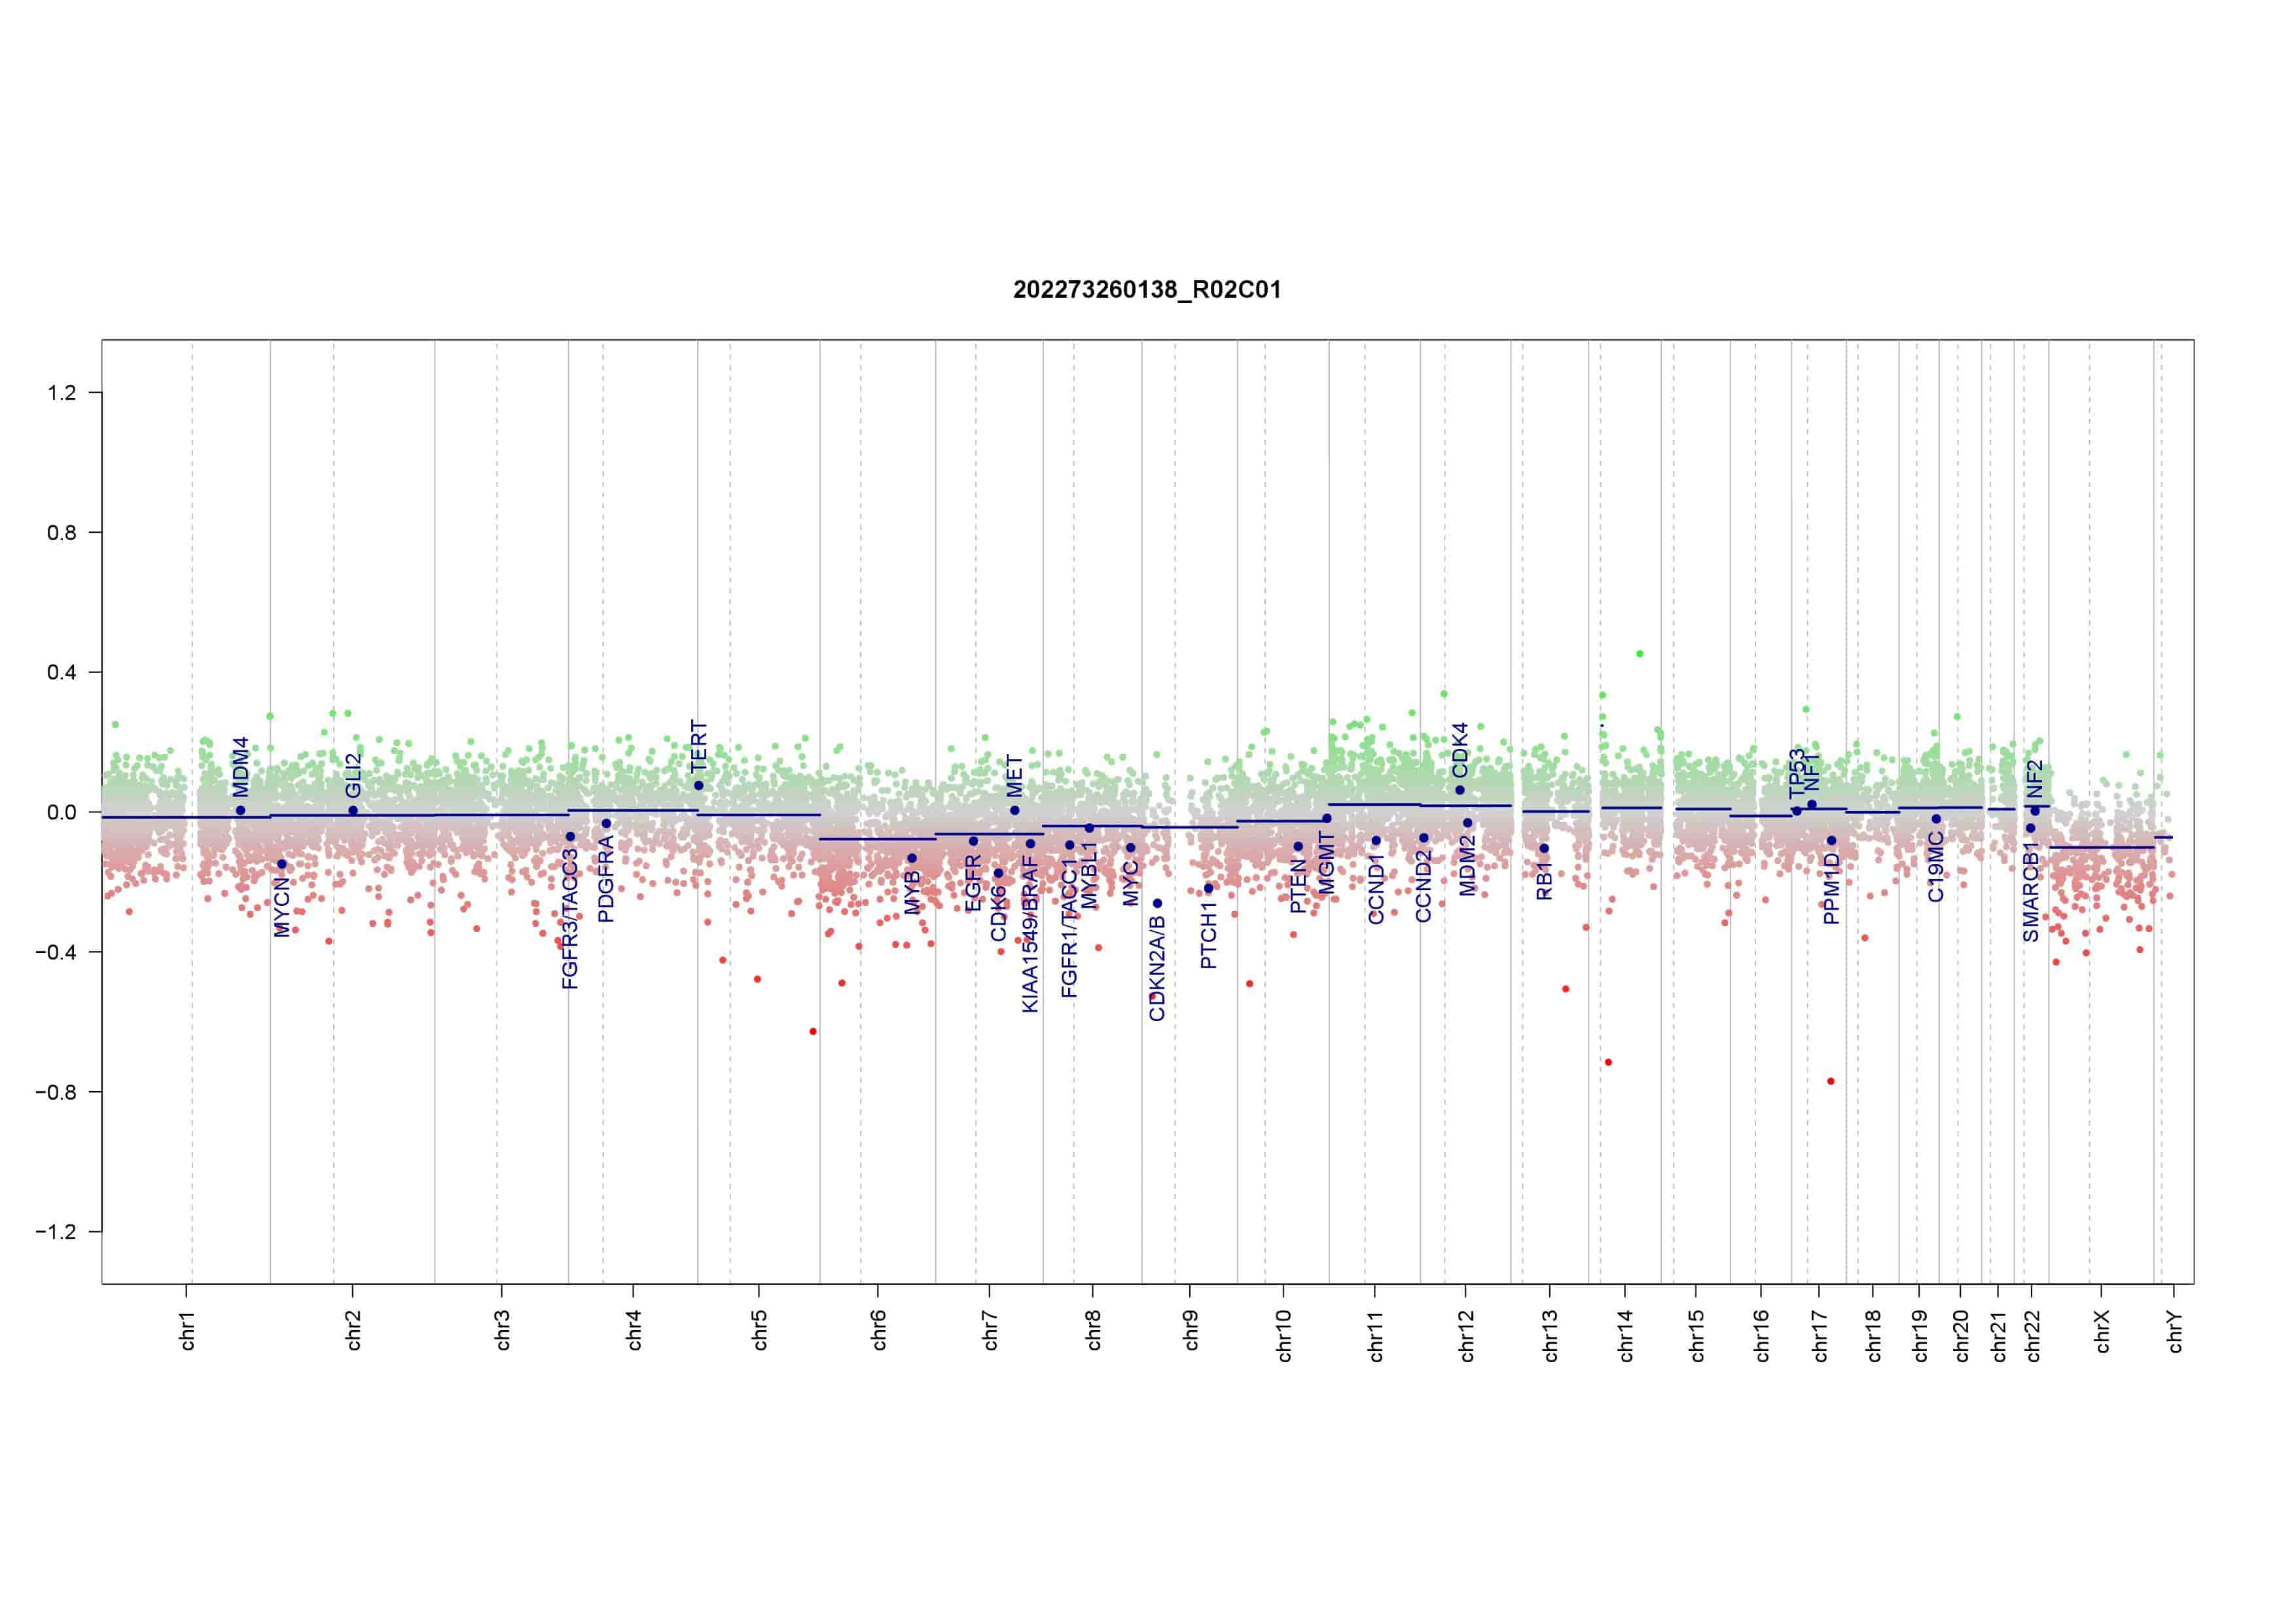 202273260138_R02C01
1.2
0.8
0.4
0.0
−0.4
−0.8
−1.2
MDM4
MYCN
GLI2
FGFR3/TACC3
PDGFRA
TERT
MYB
EGFR
CDK6
MET
KIAA1549/BRAF
FGFR1/TACC1
MYBL1
MYC
CDKN2A/B
PTCH1
PTEN
MGMT
CCND1
CCND2
CDK4
MDM2
RB1
TP53
NF1
PPM1D
C19MC
SMARCB1
NF2
chr1
chr2
chr3
chr4
chr5
chr6
chr7
chr8
chr9
chr10
chr11
chr12
chr13
chr14
chr15
chr16
chr17
chr18
chr19
chr20
chr21
chr22
chrX
chrY